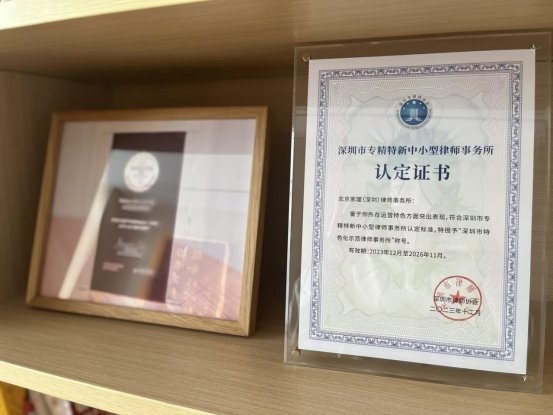 深圳市专精特新中小型律师事务所
认定证书
北京家理(深圳)律师事务所:
鉴于你所在运营特色方面突出表现,符合深圳市专
精特新中小型律师事务所认定标准,特授予“深圳市特
色化示范律师事务所”称号。
有效期:2023年12月至2026年11月。
深圳市律师协会
二〇二三年十二月